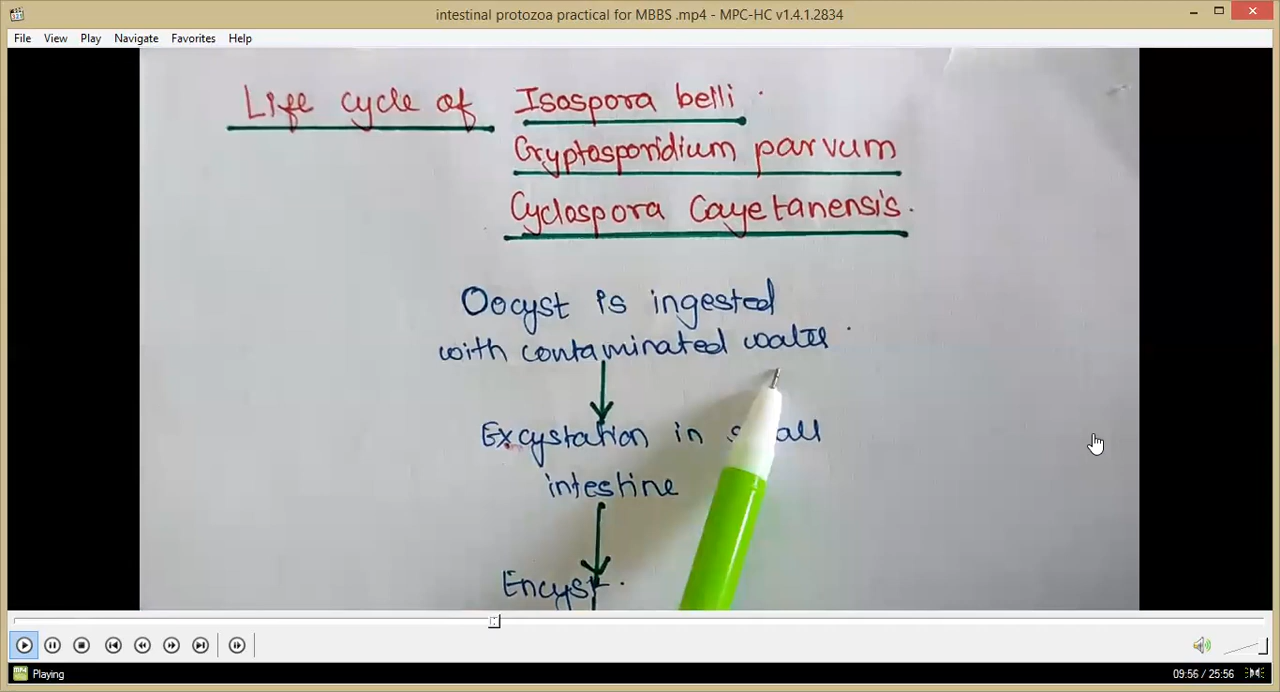 intestinal protozoa practical for MBBS .mp4 - MPC-HC v1.4.1.2834
File View Play Navigate Favorites Help
Life cycle of Isospora belli
Cryptosporidium parvum
Cyclospora Cayetanensis.
Oocyst is ingested
with contaminated water.
Excystation in small
intestine
Encyst.
Playing
09:56 / 25:56